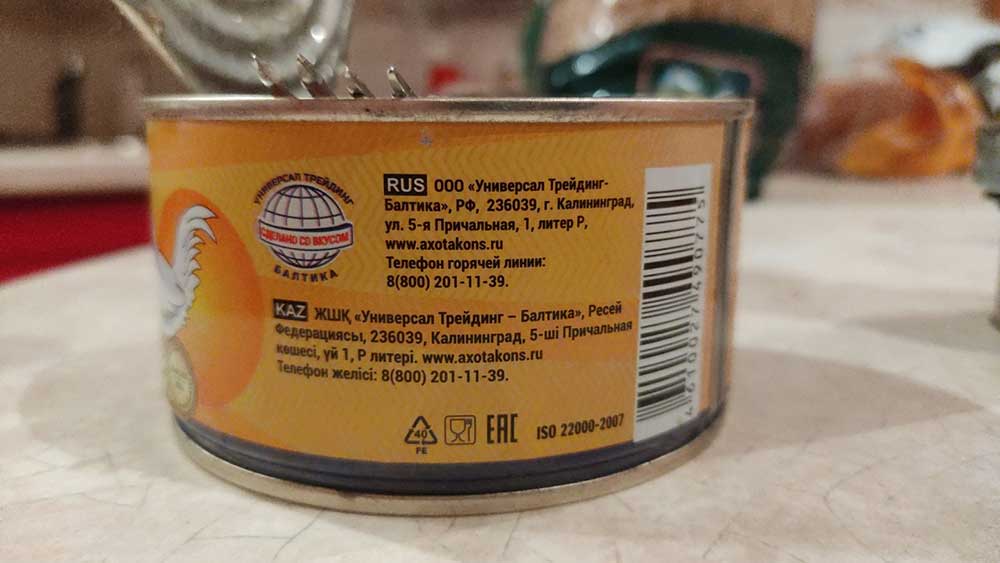 УНИВЕРСАЛ ТРЕЙДИНГ
СДЕЛАНО СО ВКУСОМ
БАЛТИКА
RUS ООО «Универсал Трейдинг-
Балтика», РФ, 236039, г. Калининград,
ул. 5-я Причальная, 1, литер Р,
www.axotakons.ru
Телефон горячей линии:
8(800) 201-11-39.
KAZ ЖШҚ «Универсал Трейдинг – Балтика», Ресей
Федерациясы, 236039, Калининград, 5-ші Причальная
көшесі, үй 1, Р литері. www.axotakons.ru
Телефон желісі: 8(800) 201-11-39.
40
FE
EAC
ISO 22000-2007
4610027490775